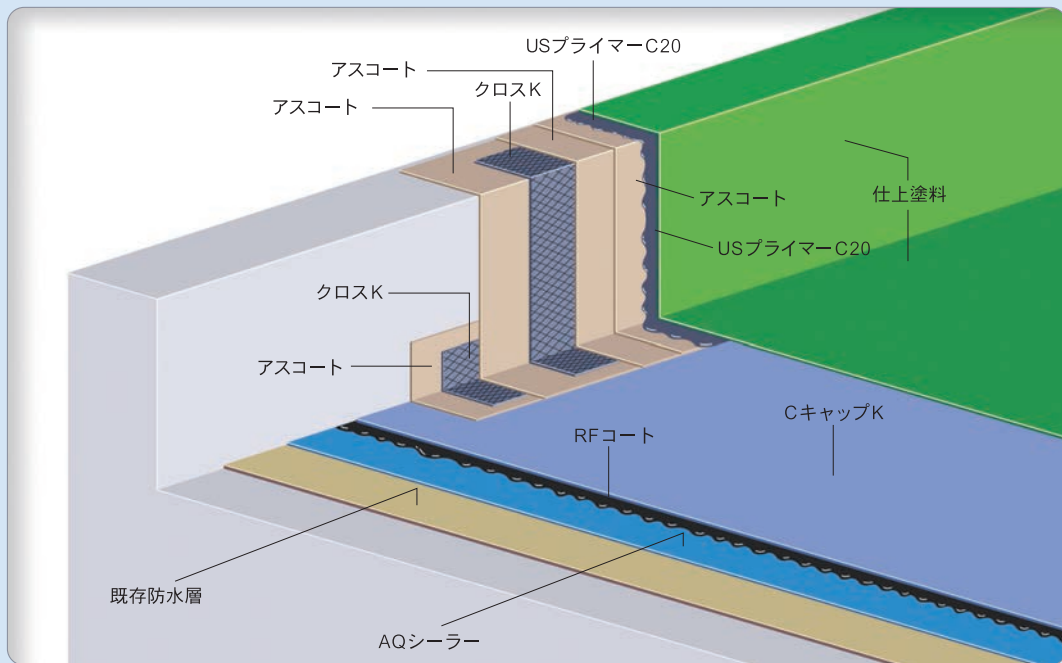 USプライマーC20
アスコート
クロスK
アスコート
アスコート
仕上塗料
USプライマーC20
クロスK
アスコート
CキャップK
RFコート
既存防水層
AQシーラー